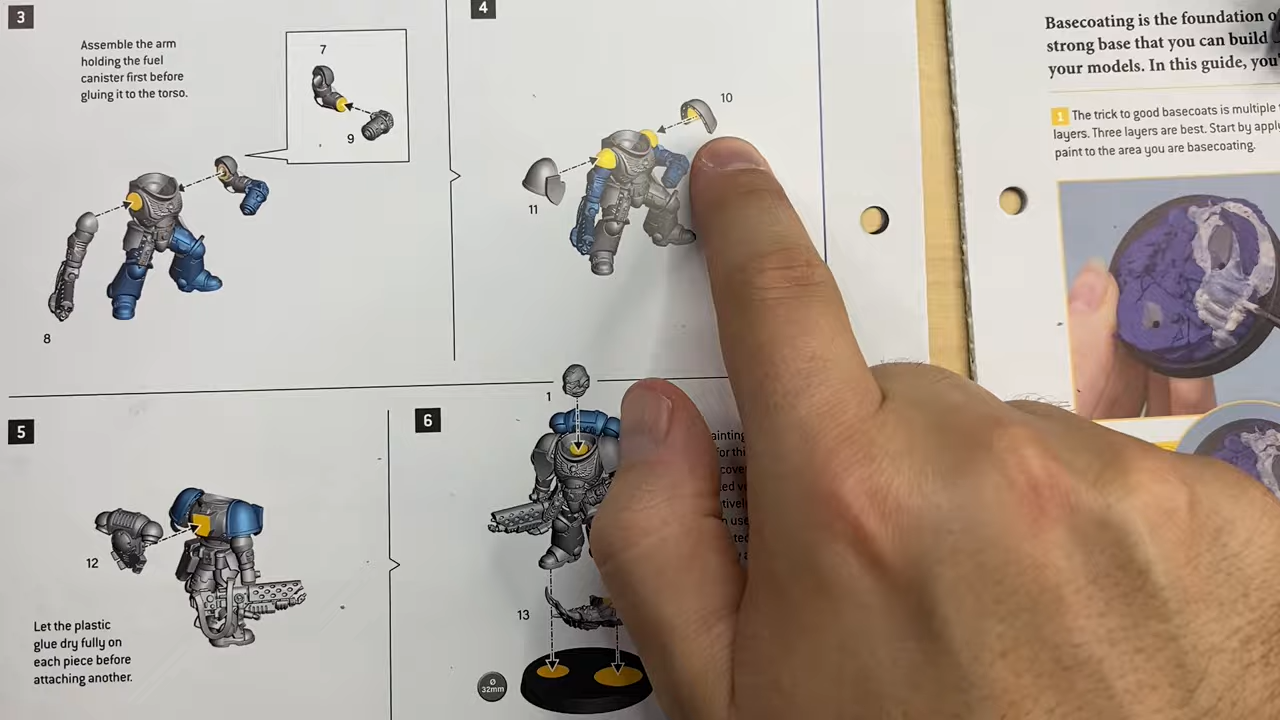 3
Assemble the arm
holding the fuel
canister first before
gluing it to the torso.
7
9
8
4
10
11
5
12
Let the plastic
glue dry fully on
each piece before
attaching another.
6
1
13
Ø
32mm
Basecoating is the foundation
strong base that you can build
your models. In this guide,
1 The trick to good basecoats is multiple
layers. Three layers are best. Start by
paint to the area you are basecoating.